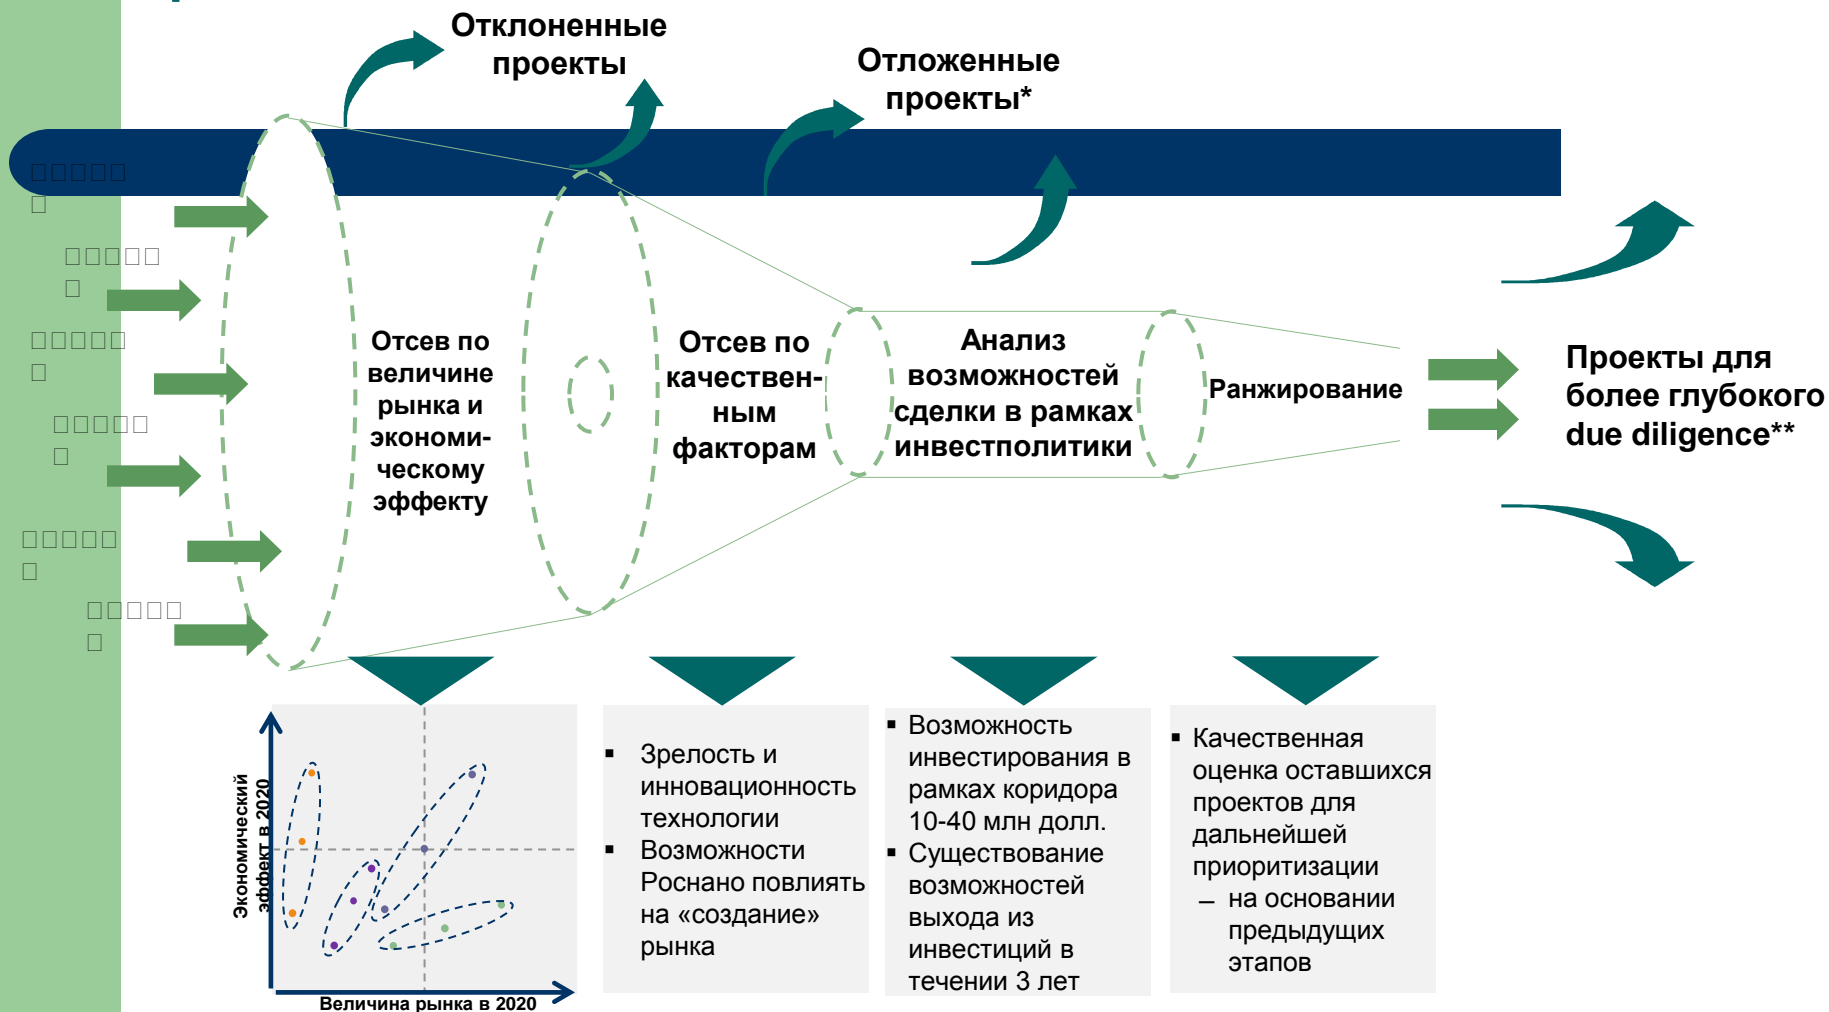 Отклоненные
проекты
Отложенные
проекты*
Отсев по
величине
рынка и
экономи-
ческому
эффекту
Отсев по
качествен-
ным
факторам
Анализ
возможностей
сделки в рамках
инвестполитики
Ранжирование
Проекты для
более глубокого
due diligence**
Экономический
эффект в 2020
Величина рынка в 2020
▪ Зрелость и
инновационность
технологии
▪ Возможности
Роснано повлиять
на «создание»
рынка
▪ Возможность
инвестирования в
рамках коридора
10-40 млн долл.
▪ Существование
возможностей
выхода из
инвестиций в
течении 3 лет
▪ Качественная
оценка оставшихся
проектов для
дальнейшей
приоритизации
– на основании
предыдущих
этапов